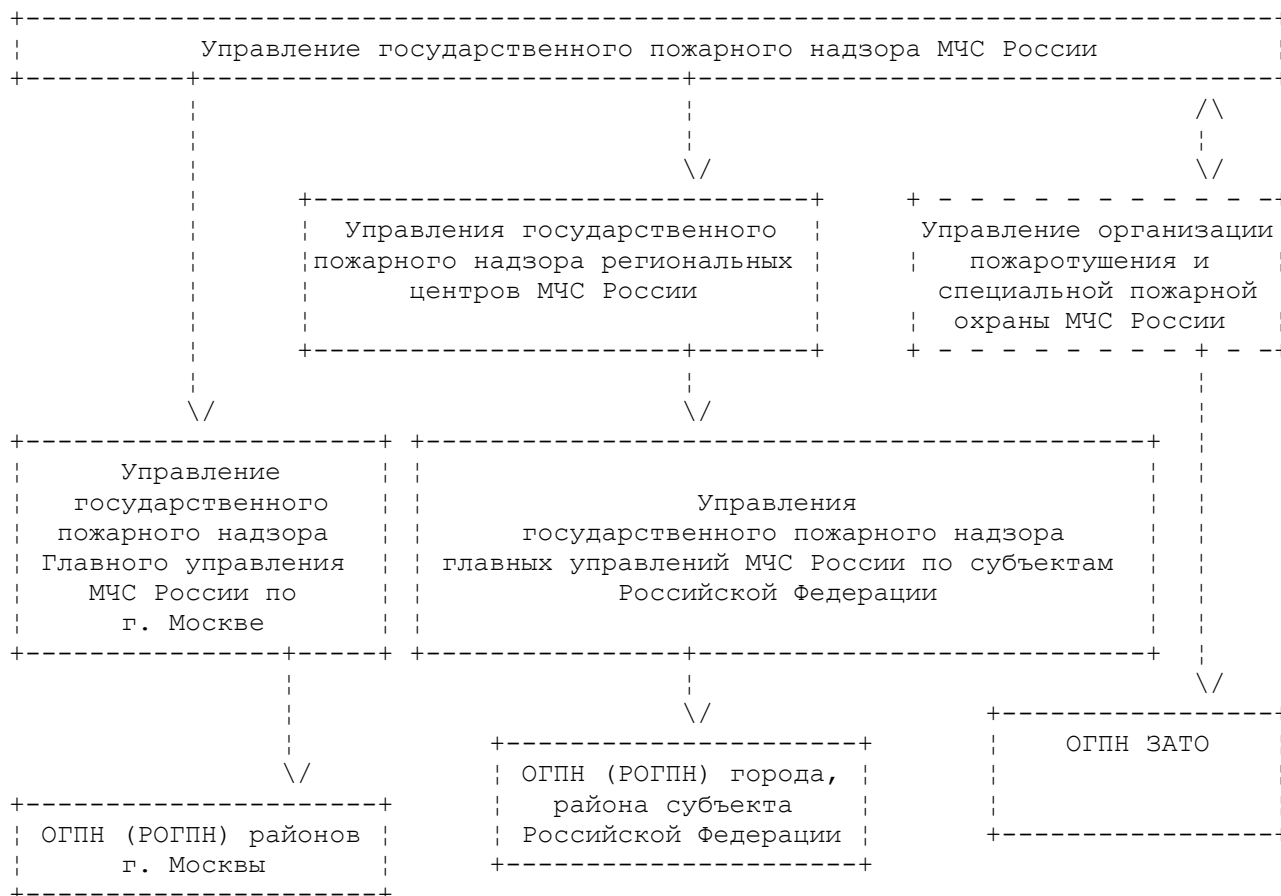 Управление государственного пожарного надзора МЧС России
Управления государственного
пожарного надзора региональных
центров МЧС России
Управление организации
пожаротушения и
специальной пожарной
охраны МЧС России
Управление
государственного
пожарного надзора
Главного управления
МЧС России по
г. Москве
Управления
государственного пожарного надзора
главных управлений МЧС России по субъектам
Российской Федерации
ОГПН ЗАТО
ОГПН (РОГПН) города,
района субъекта
Российской Федерации
ОГПН (РОГПН) районов
г. Москвы